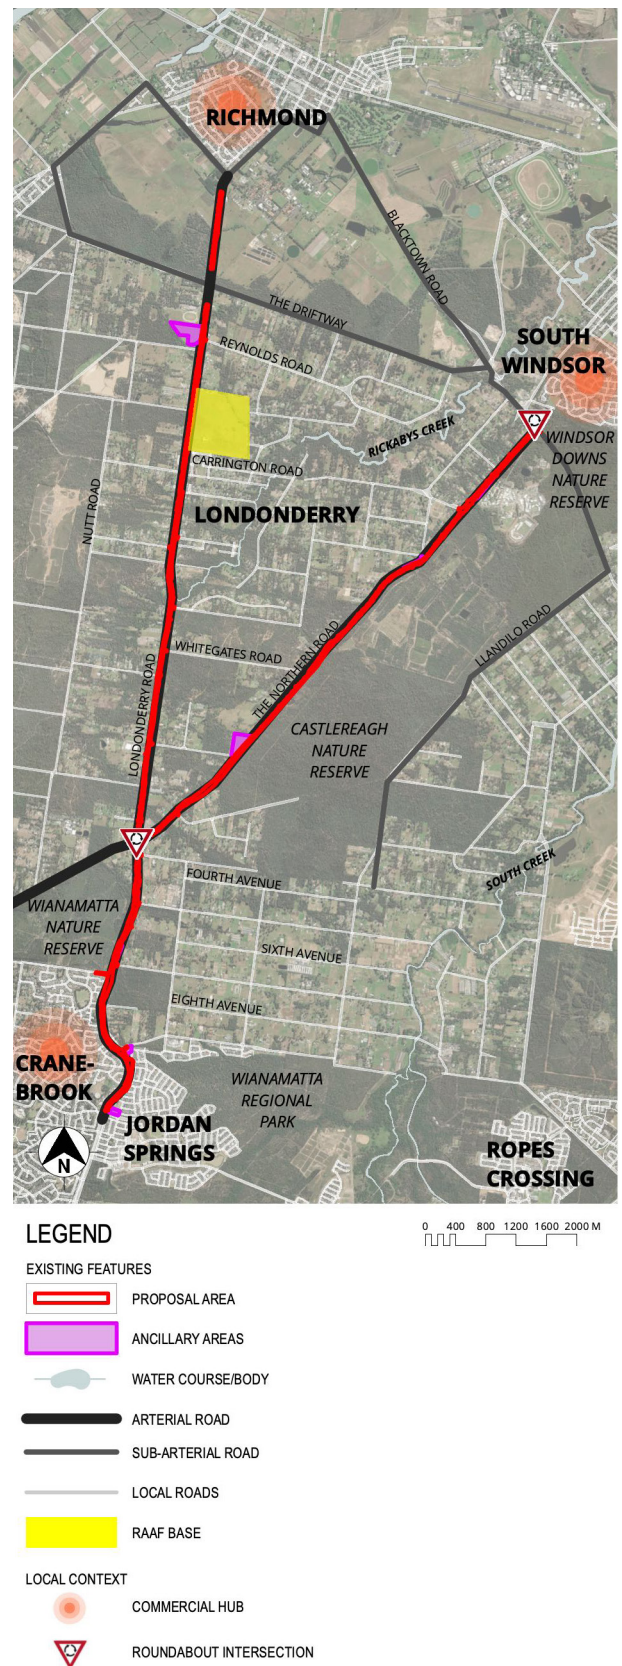 RICHMOND
BLACKTOWN ROAD
THE DRIFTWAY
SOUTH
WINDSOR
REYNOLDS ROAD
RICKABYS CREEK
WINDSOR
DOWNS
NATURE
RESERVE
CARRINGTON ROAD
NUTT ROAD
LONDONDERRY
LLANDILO ROAD
THE NORTHERN ROAD
WHITEGATES ROAD
LONDONDERRY ROAD
CASTLEREAGH
NATURE
RESERVE
SOUTH CREEK
FOURTH AVENUE
WIANAMATTA
NATURE
RESERVE
SIXTH AVENUE
EIGHTH AVENUE
CRANE-
BROOK
WIANAMATTA
REGIONAL
PARK
JORDAN
SPRINGS
ROPES
CROSSING
N
LEGEND
0 400 800 1200 1600 2000 M
EXISTING FEATURES
PROPOSAL AREA
ANCILLARY AREAS
WATER COURSE/BODY
ARTERIAL ROAD
SUB-ARTERIAL ROAD
LOCAL ROADS
RAAF BASE
LOCAL CONTEXT
COMMERCIAL HUB
ROUNDABOUT INTERSECTION